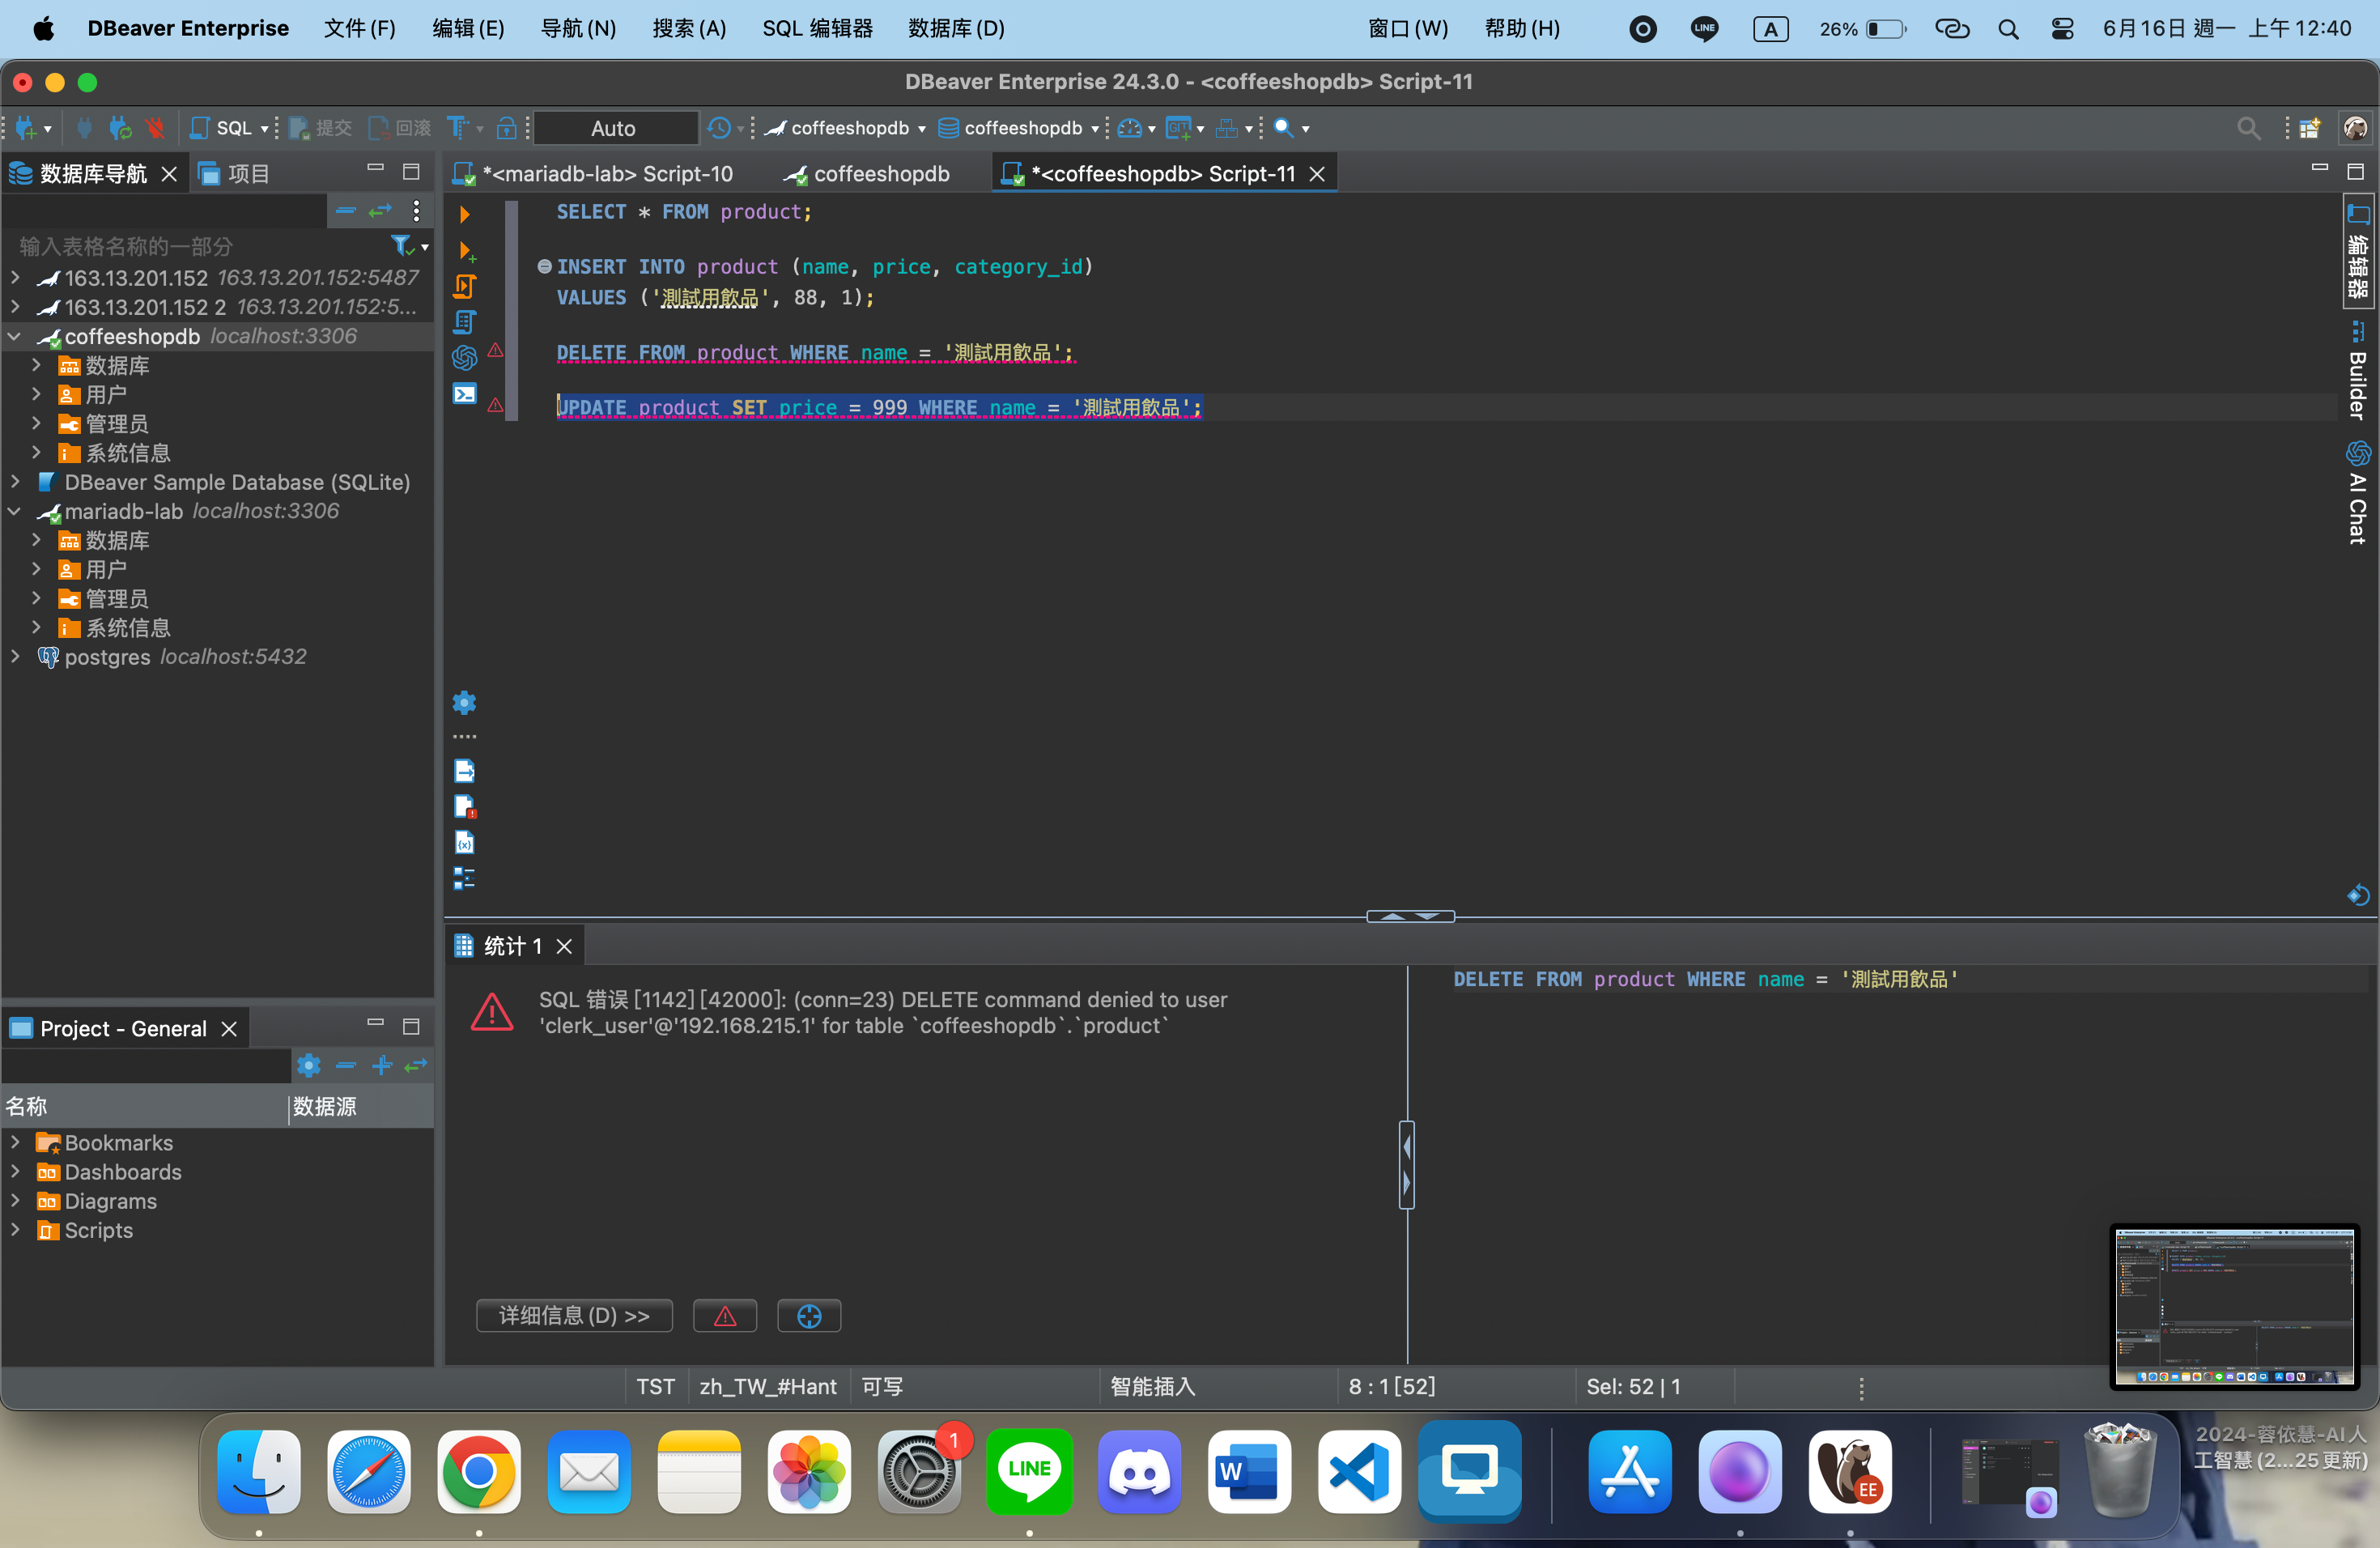 DBeaver Enterprise 文件(F) 编辑(E) 导航(N) 搜索(A) SQL 编辑器 数据库(D) 窗口(W) 帮助(H) LINE A 26% 6月16日 週一 上午12:40
DBeaver Enterprise 24.3.0 - <coffeeshopdb> Script-11
SQL 提交 回滚 Auto coffeeshopdb coffeeshopdb
数据库导航 项目
输入表格名称的一部分
163.13.201.152 163.13.201.152:5487
163.13.201.152 2 163.13.201.152:5...
coffeeshopdb localhost:3306
数据库
用户
管理员
系统信息
DBeaver Sample Database (SQLite)
mariadb-lab localhost:3306
数据库
用户
管理员
系统信息
postgres localhost:5432
*<mariadb-lab> Script-10 coffeeshopdb *<coffeeshopdb> Script-11
SELECT * FROM product;
INSERT INTO product (name, price, category_id)
VALUES ('測試用飲品', 88, 1);
DELETE FROM product WHERE name = '測試用飲品';
UPDATE product SET price = 999 WHERE name = '測試用飲品';
编辑器
Builder
AI Chat
Project - General
名称 数据源
Bookmarks
Dashboards
Diagrams
Scripts
统计 1
SQL 错误 [1142] [42000]: (conn=23) DELETE command denied to user
'clerk_user'@'192.168.215.1' for table `coffeeshopdb`.`product`
详细信息(D) >>
DELETE FROM product WHERE name = '測試用飲品'
TST zh_TW_#Hant 可写 智能插入 8 : 1 [52] Sel: 52 | 1
1
LINE
W
EE
2024-蓉依慧-AI人
工智慧 (2...25更新)